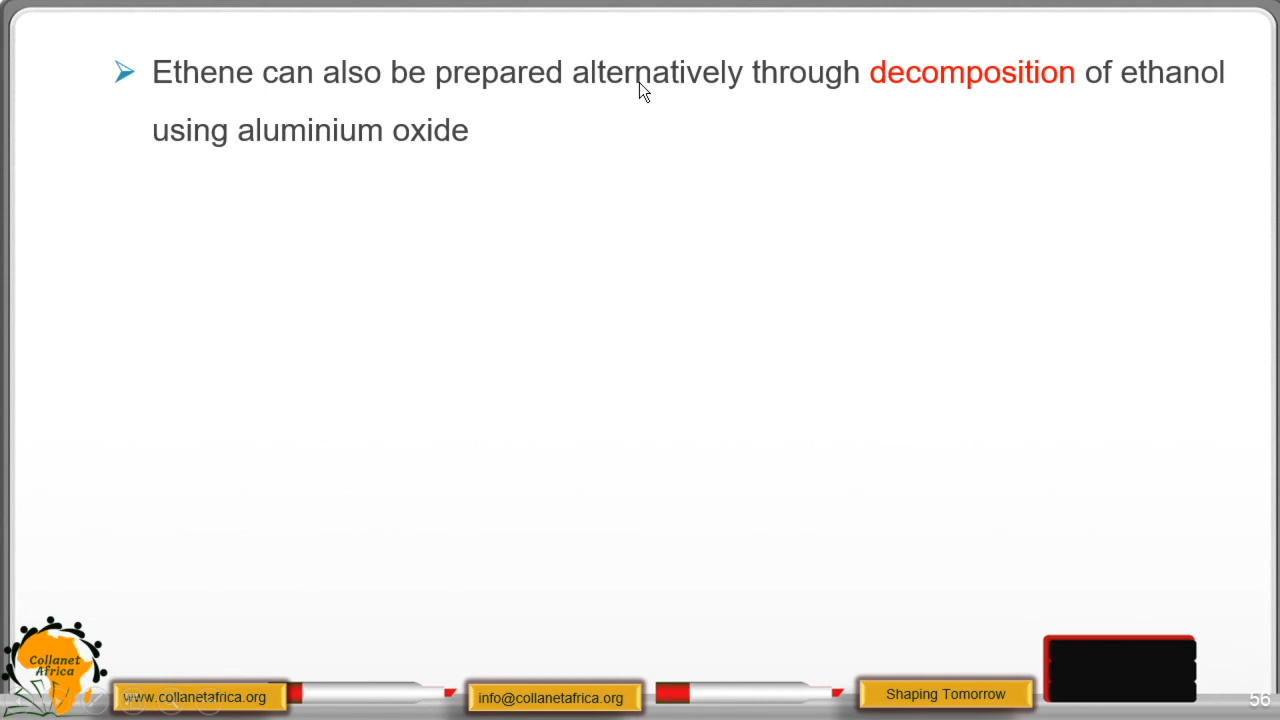 Ethene can also be prepared alternatively through decomposition of ethanol
using aluminium oxide
Collanet
Africa
www.collanetafrica.org
info@collanetafrica.org
Shaping Tomorrow
56